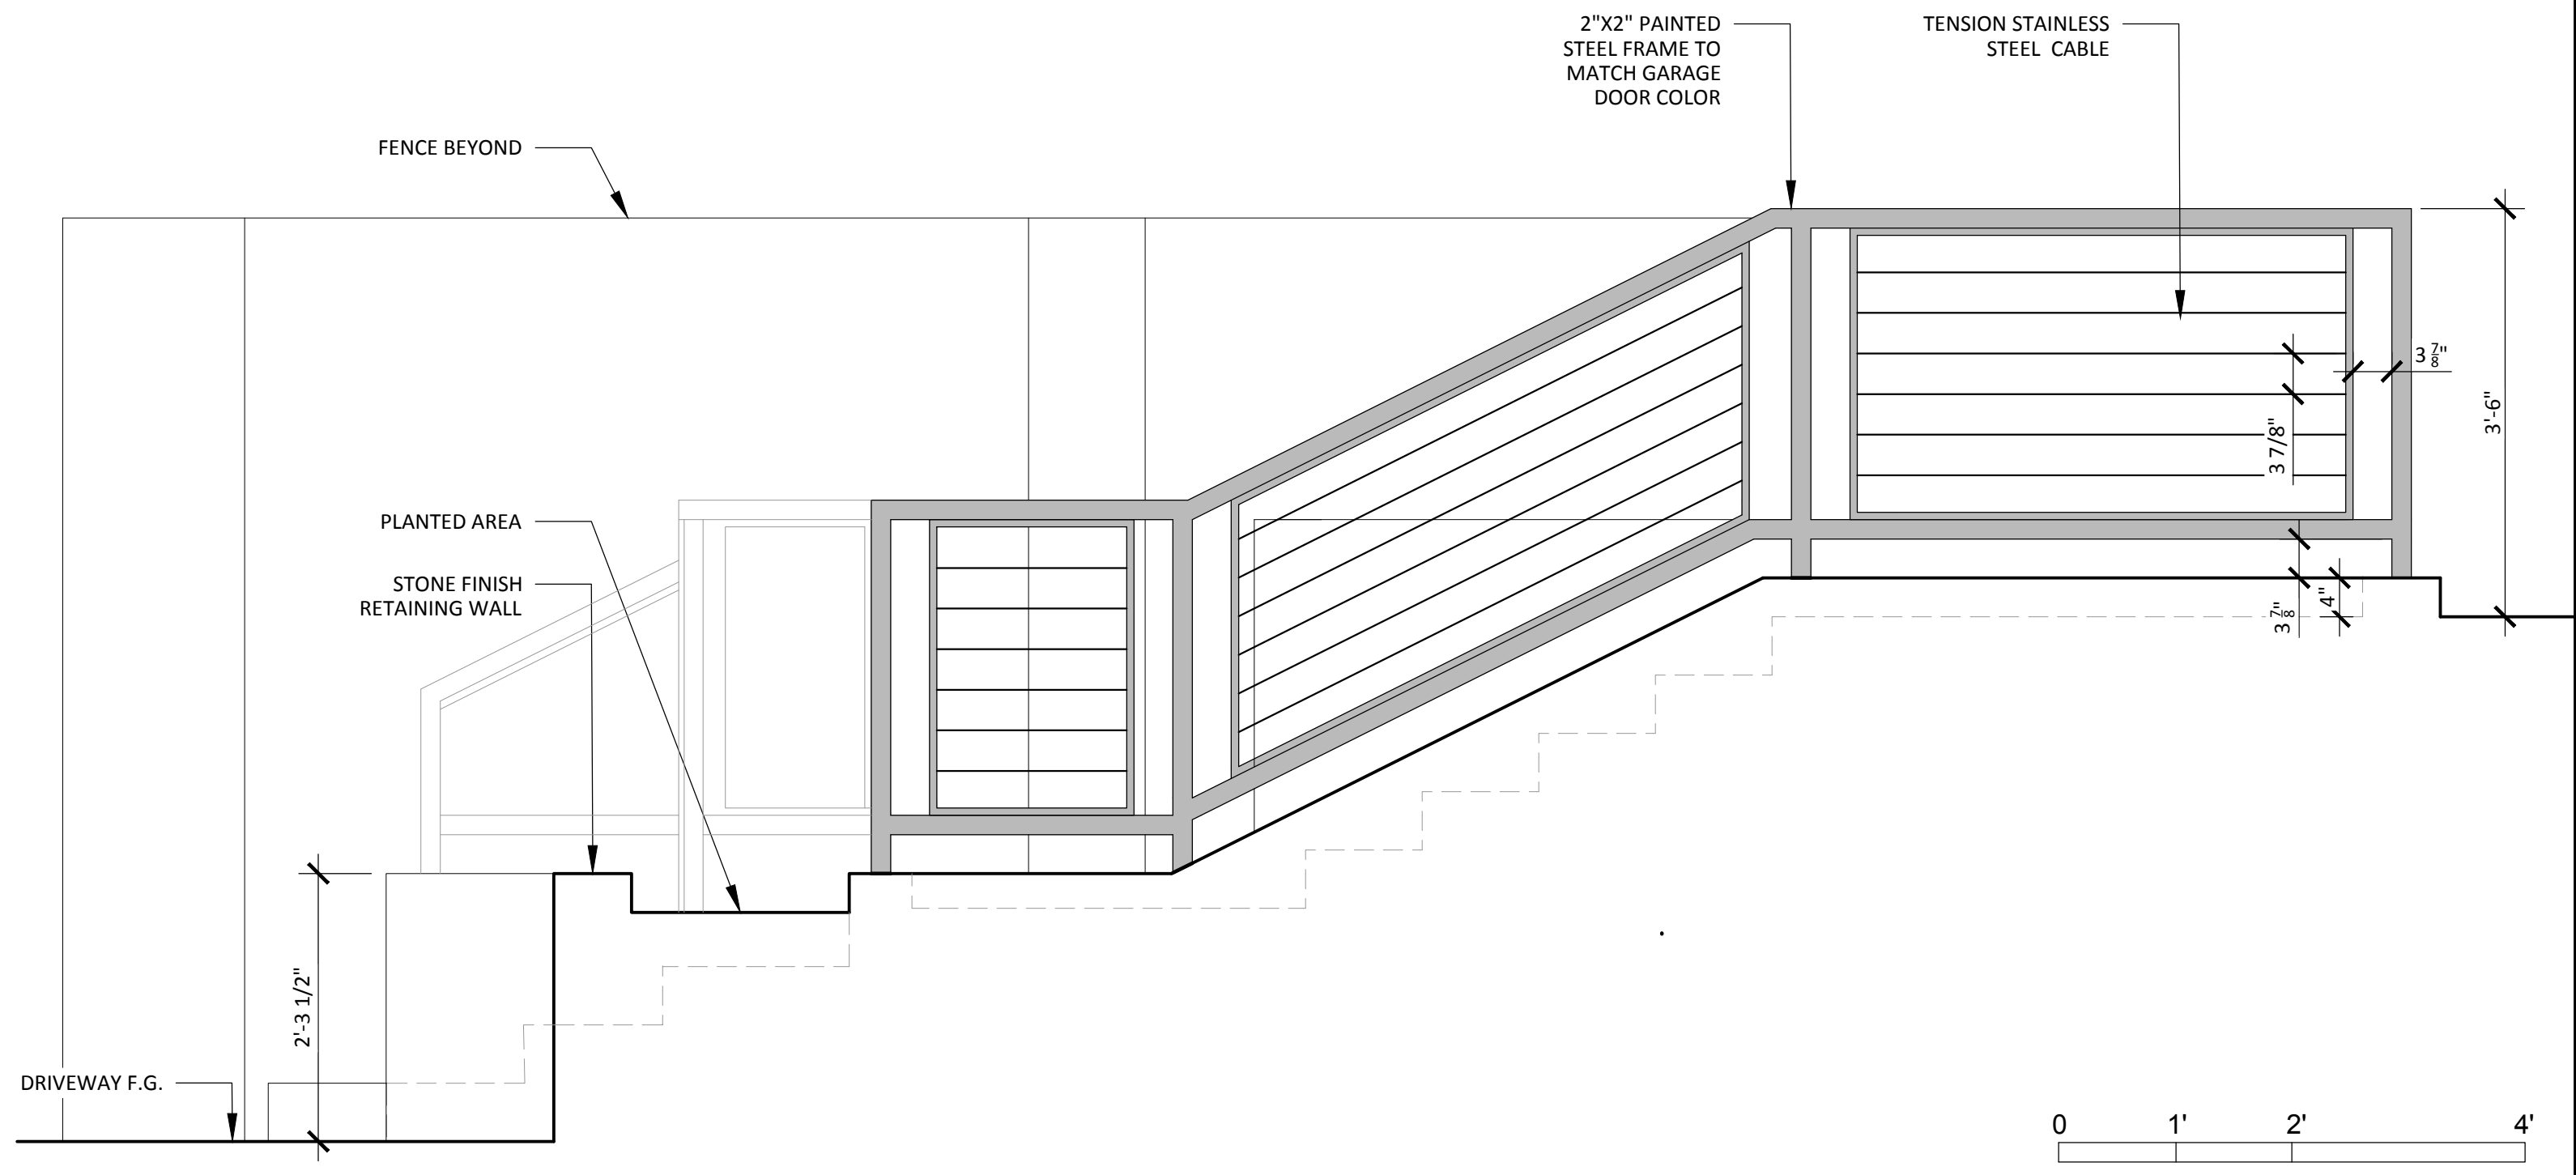 2"X2" PAINTED
STEEL FRAME TO
MATCH GARAGE
DOOR COLOR
TENSION STAINLESS
STEEL CABLE
FENCE BEYOND
3 ⅞"
3'-6"
3 7/8"
PLANTED AREA
STONE FINISH
RETAINING WALL
4"
3 ⅞"
2'-3 1/2"
DRIVEWAY F.G.
0 1' 2' 4'